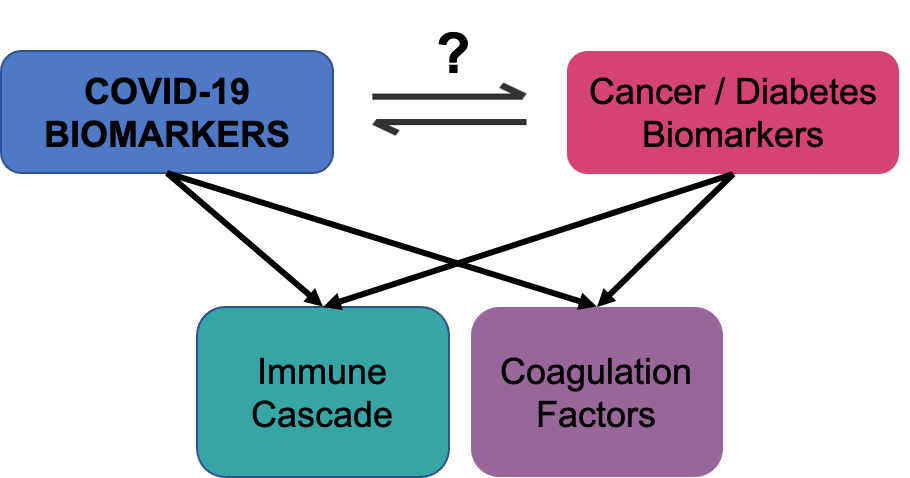 ?
COVID-19
BIOMARKERS
Cancer / Diabetes
Biomarkers
Immune
Cascade
Coagulation
Factors